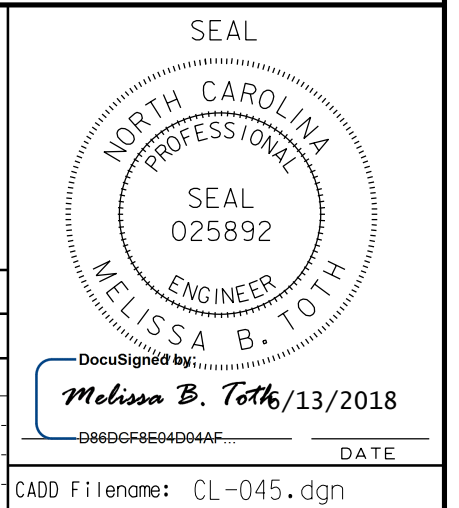 SEAL
NORTH CAROLINA
PROFESSIONAL
SEAL
025892
ENGINEER
MELISSA B. TOTH
DocuSigned by:
Melissa B. Toth 6/13/2018
D86DCF8E04D04AF...
DATE
CADD Filename: CL-045.dgn